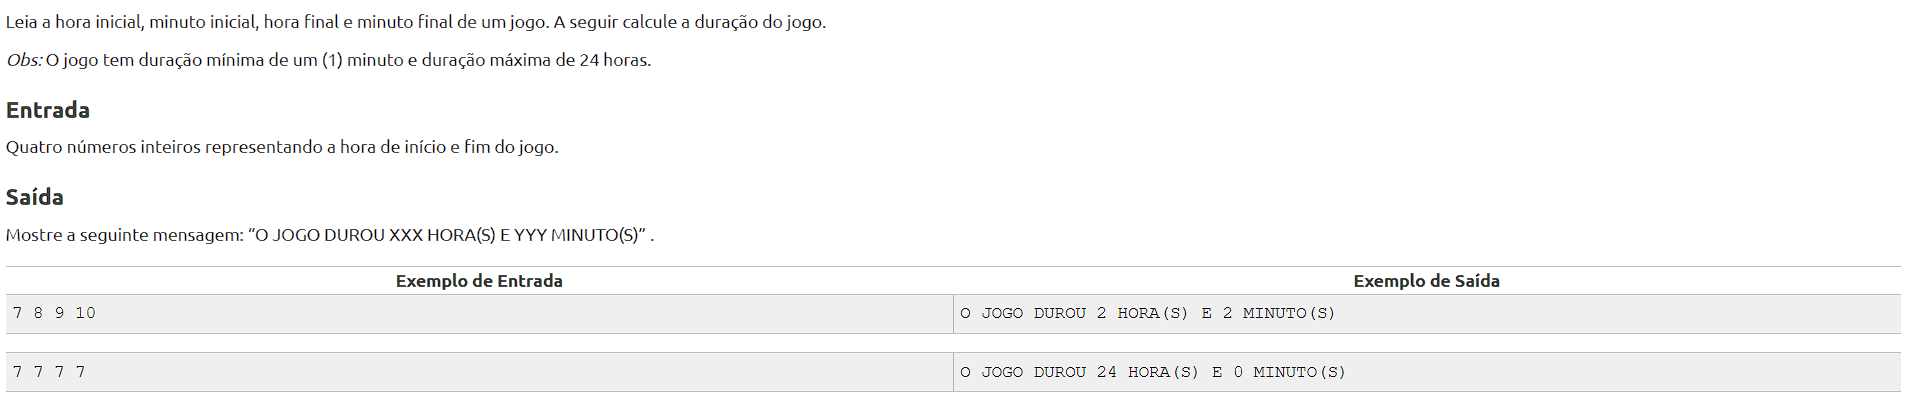 Leia a hora inicial, minuto inicial, hora final e minuto final de um jogo. A seguir calcule a duração do jogo.
Obs: O jogo tem duração mínima de um (1) minuto e duração máxima de 24 horas.
Entrada
Quatro números inteiros representando a hora de início e fim do jogo.
Saída
Mostre a seguinte mensagem: “O JOGO DUROU XXX HORA(S) E YYY MINUTO(S)” .
Exemplo de Entrada Exemplo de Saída
7 8 9 10 O JOGO DUROU 2 HORA(S) E 2 MINUTO(S)
7 7 7 7 O JOGO DUROU 24 HORA(S) E 0 MINUTO(S)